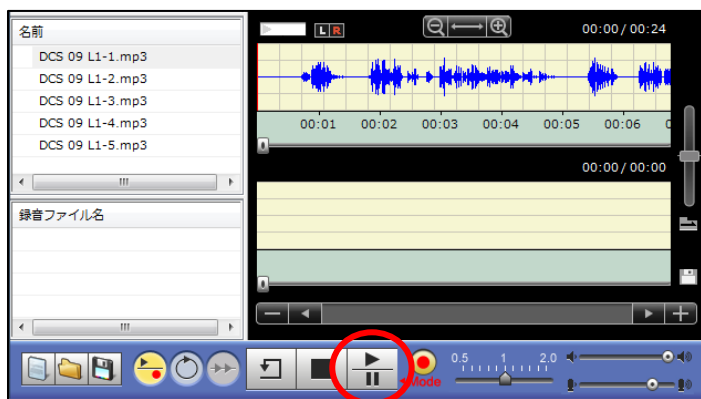 名前
DCS 09 L1-1.mp3
DCS 09 L1-2.mp3
DCS 09 L1-3.mp3
DCS 09 L1-4.mp3
DCS 09 L1-5.mp3
録音ファイル名
L R
00:00 / 00:24
00:01 00:02 00:03 00:04 00:05 00:06
00:00 / 00:00
Mode
0.5 1 2.0